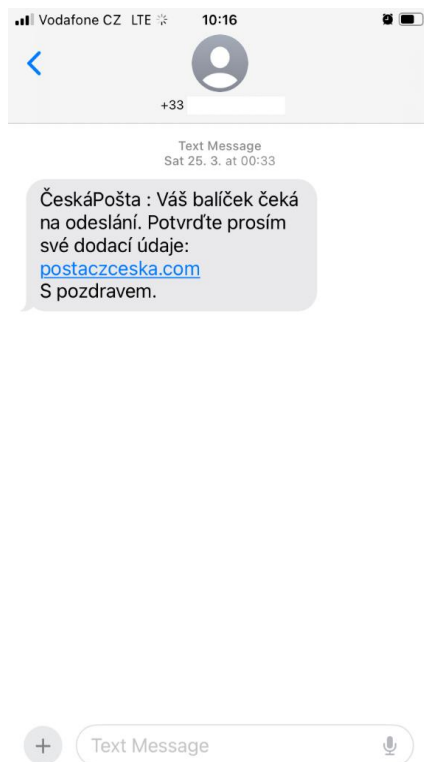 Vodafone CZ LTE 10:16
+33
Text Message
Sat 25. 3. at 00:33
ČeskáPošta : Váš balíček čeká
na odeslání. Potvrďte prosím
své dodací údaje:
postaczceska.com
S pozdravem.
Text Message